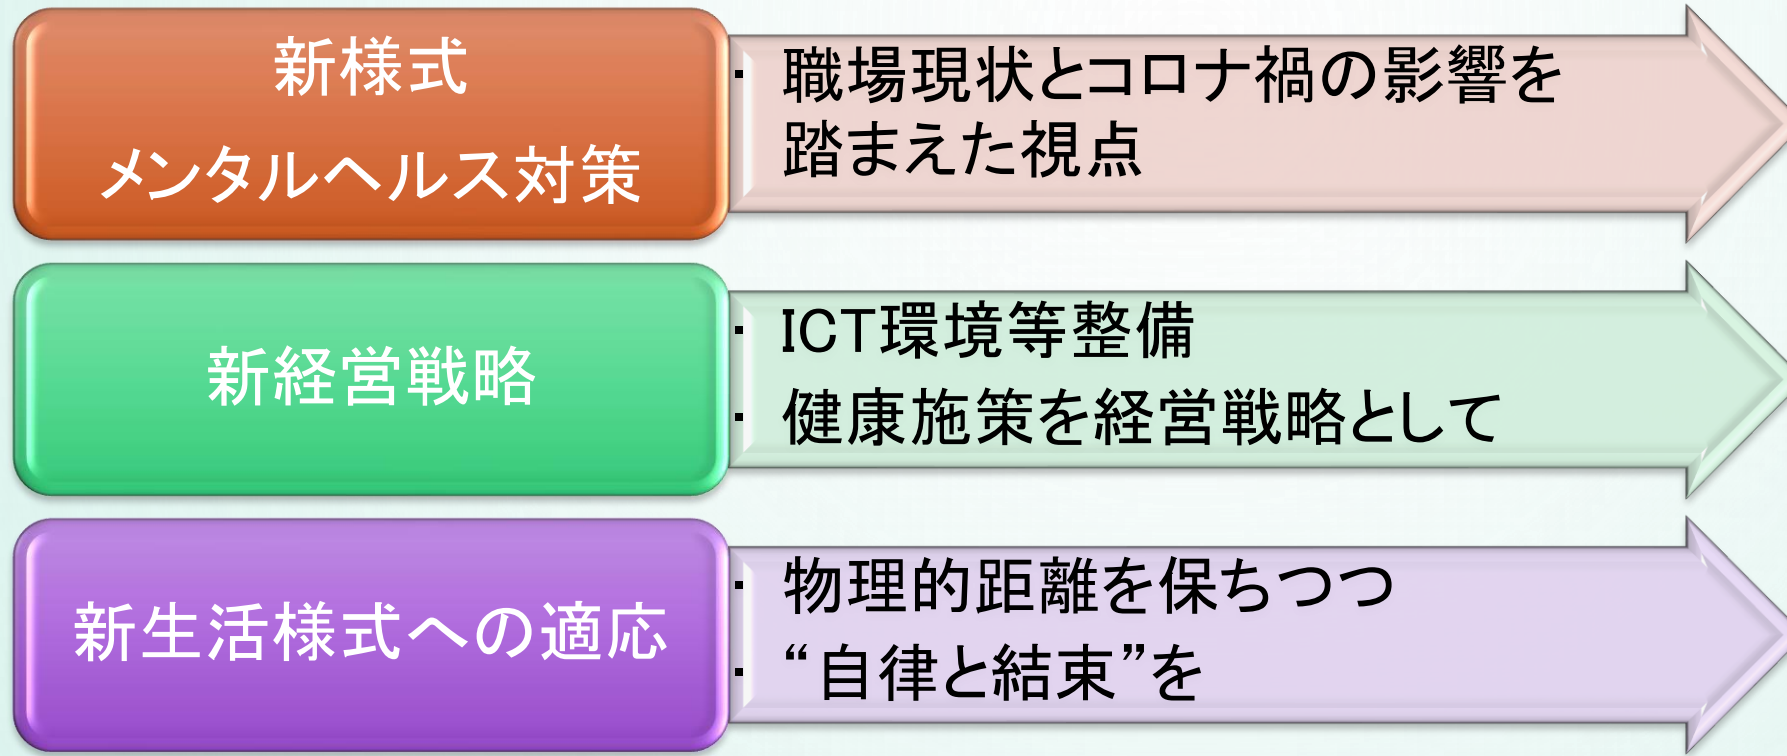 新様式
メンタルヘルス対策
・ 職場現状とコロナ禍の影響を
踏まえた視点
新経営戦略
・ ICT環境等整備
・ 健康施策を経営戦略として
新生活様式への適応
・ 物理的距離を保ちつつ
・ “自律と結束”を